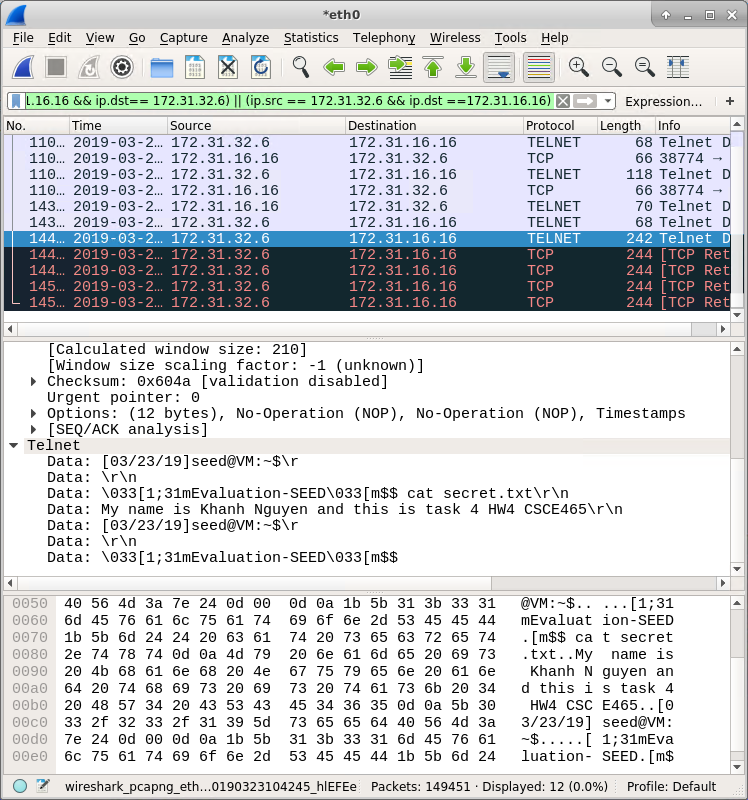 *eth0
File Edit View Go Capture Analyze Statistics Telephony Wireless Tools Help
1.16.16 && ip.dst== 172.31.32.6) || (ip.src == 172.31.32.6 && ip.dst ==172.31.16.16) Expression… +
No. Time Source Destination Protocol Length Info
110… 2019-03-2… 172.31.32.6 172.31.16.16 TELNET 68 Telnet D
110… 2019-03-2… 172.31.16.16 172.31.32.6 TCP 66 38774 →
110… 2019-03-2… 172.31.32.6 172.31.16.16 TELNET 118 Telnet D
110… 2019-03-2… 172.31.16.16 172.31.32.6 TCP 66 38774 →
143… 2019-03-2… 172.31.16.16 172.31.32.6 TELNET 70 Telnet D
143… 2019-03-2… 172.31.32.6 172.31.16.16 TELNET 68 Telnet D
144… 2019-03-2… 172.31.32.6 172.31.16.16 TELNET 242 Telnet D
144… 2019-03-2… 172.31.32.6 172.31.16.16 TCP 244 [TCP Ret
144… 2019-03-2… 172.31.32.6 172.31.16.16 TCP 244 [TCP Ret
145… 2019-03-2… 172.31.32.6 172.31.16.16 TCP 244 [TCP Ret
145… 2019-03-2… 172.31.32.6 172.31.16.16 TCP 244 [TCP Ret
[Calculated window size: 210]
[Window size scaling factor: -1 (unknown)]
Checksum: 0x604a [validation disabled]
Urgent pointer: 0
Options: (12 bytes), No-Operation (NOP), No-Operation (NOP), Timestamps
[SEQ/ACK analysis]
Telnet
Data: [03/23/19]seed@VM:~$\r
Data: \r\n
Data: \033[1;31mEvaluation-SEED\033[m$$ cat secret.txt\r\n
Data: My name is Khanh Nguyen and this is task 4 HW4 CSCE465\r\n
Data: [03/23/19]seed@VM:~$\r
Data: \r\n
Data: \033[1;31mEvaluation-SEED\033[m$$
0050 40 56 4d 3a 7e 24 0d 00 0d 0a 1b 5b 31 3b 33 31 @VM:~$.. ...[1;31
0060 6d 45 76 61 6c 75 61 74 69 6f 6e 2d 53 45 45 44 mEvaluat ion-SEED
0070 1b 5b 6d 24 24 20 63 61 74 20 73 65 63 72 65 74 .[m$$ ca t secret
0080 2e 74 78 74 0d 0a 4d 79 20 6e 61 6d 65 20 69 73 .txt..My name is
0090 20 4b 68 61 6e 68 20 4e 67 75 79 65 6e 20 61 6e Khanh N guyen an
00a0 64 20 74 68 69 73 20 69 73 20 74 61 73 6b 20 34 d this i s task 4
00b0 20 48 57 34 20 43 53 43 45 34 36 35 0d 0a 5b 30 HW4 CSC E465..[0
00c0 33 2f 32 33 2f 31 39 5d 73 65 65 64 40 56 4d 3a 3/23/19] seed@VM:
00d0 7e 24 0d 00 0d 0a 1b 5b 31 3b 33 31 6d 45 76 61 ~$.....[ 1;31mEva
00e0 6c 75 61 74 69 6f 6e 2d 53 45 45 44 1b 5b 6d 24 luation- SEED.[m$
wireshark_pcapng_eth…0190323104245_hlEFEe Packets: 149451 · Displayed: 12 (0.0%) Profile: Default